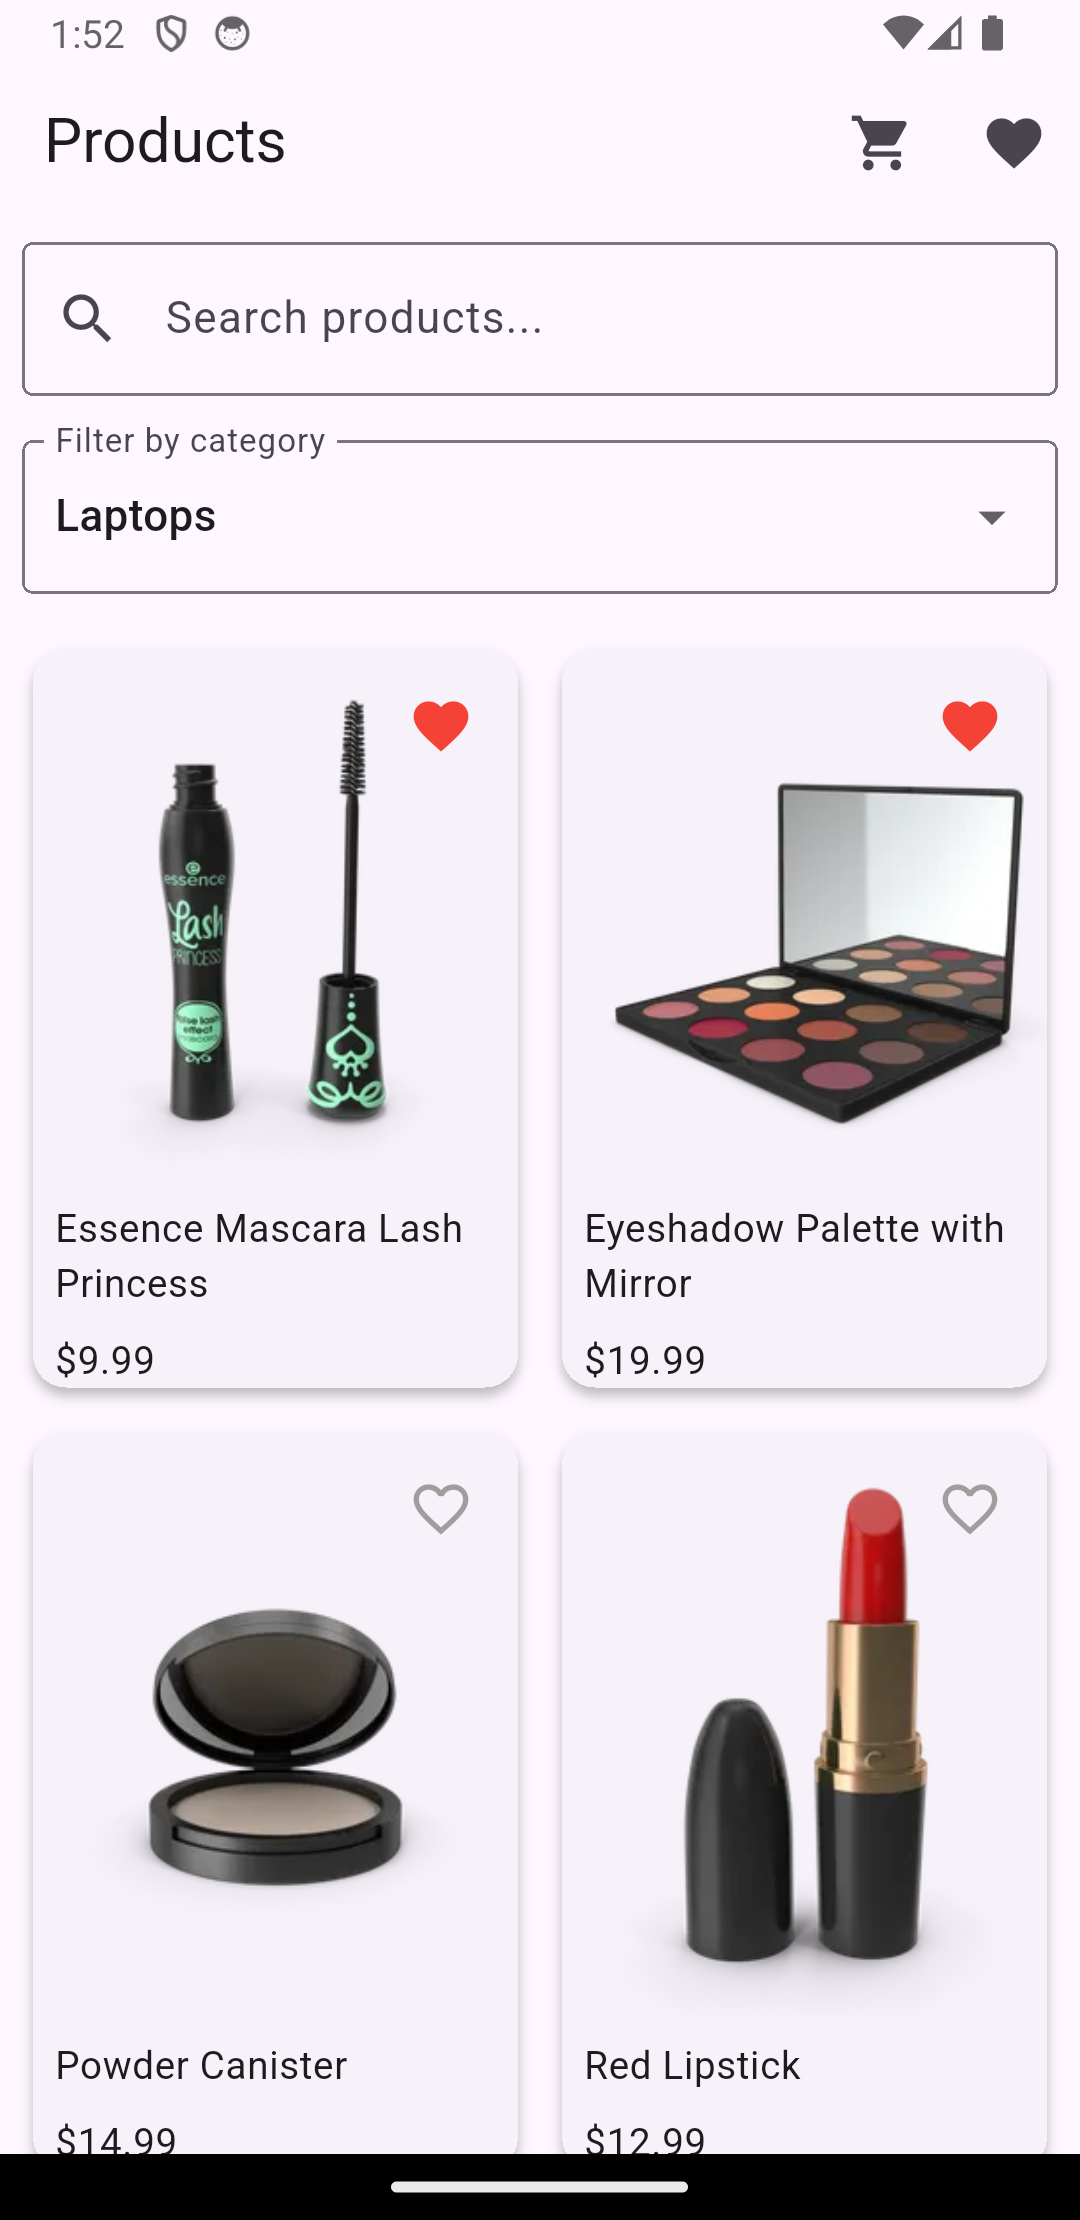 1:52
Products
Search products...
Filter by category
Laptops
essence
Lash
PRINCESS
false lash
effect
mascara
Essence Mascara Lash
Princess
$9.99
Eyeshadow Palette with
Mirror
$19.99
Powder Canister
$14.99
Red Lipstick
$12.99